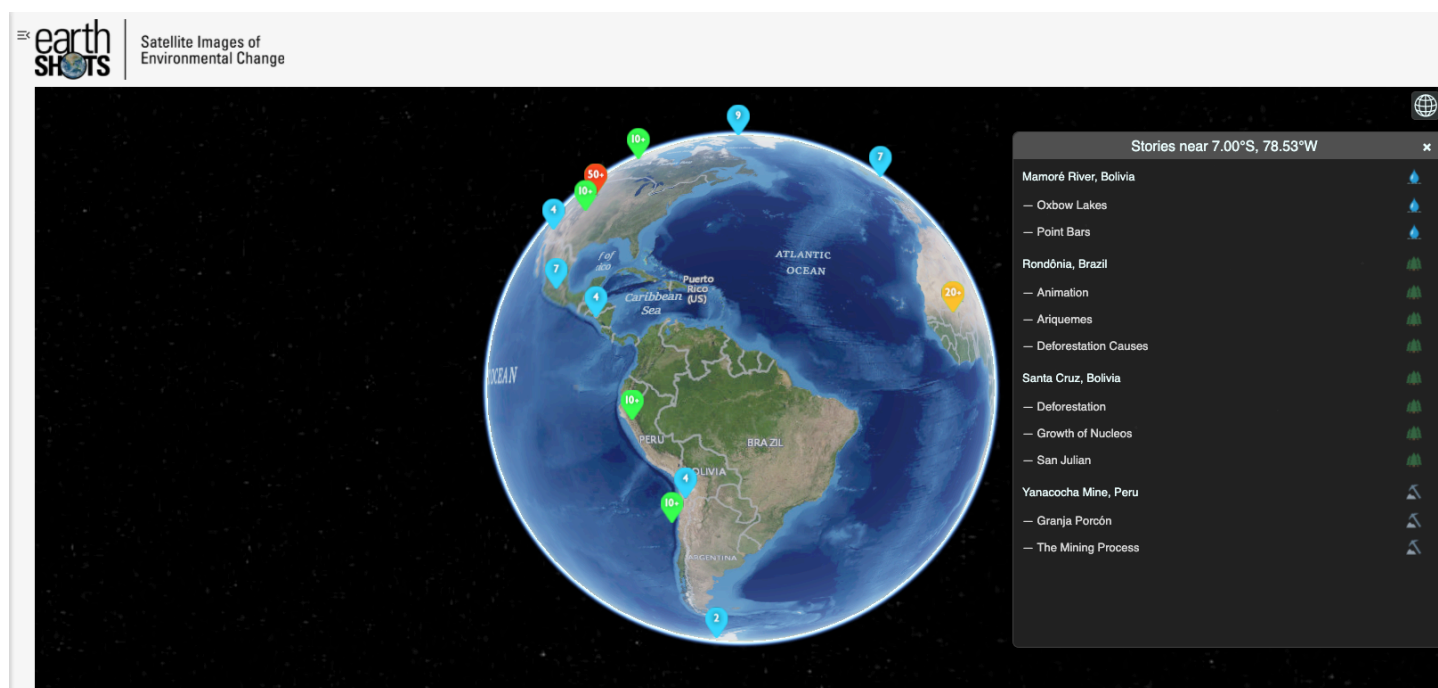 earth
SHOTS
Satellite Images of
Environmental Change
9
10+
7
50+
10+
4
7
4
20+
10+
4
10+
2
ATLANTIC
OCEAN
f of
rico
Puerto
Rico
(US)
Caribbean
Sea
OCEAN
PERU
BRAZIL
BOLIVIA
ARGENTINA
Stories near 7.00°S, 78.53°W
×
Mamoré River, Bolivia
— Oxbow Lakes
— Point Bars
Rondônia, Brazil
— Animation
— Ariquemes
— Deforestation Causes
Santa Cruz, Bolivia
— Deforestation
— Growth of Nucleos
— San Julian
Yanacocha Mine, Peru
— Granja Porcón
— The Mining Process